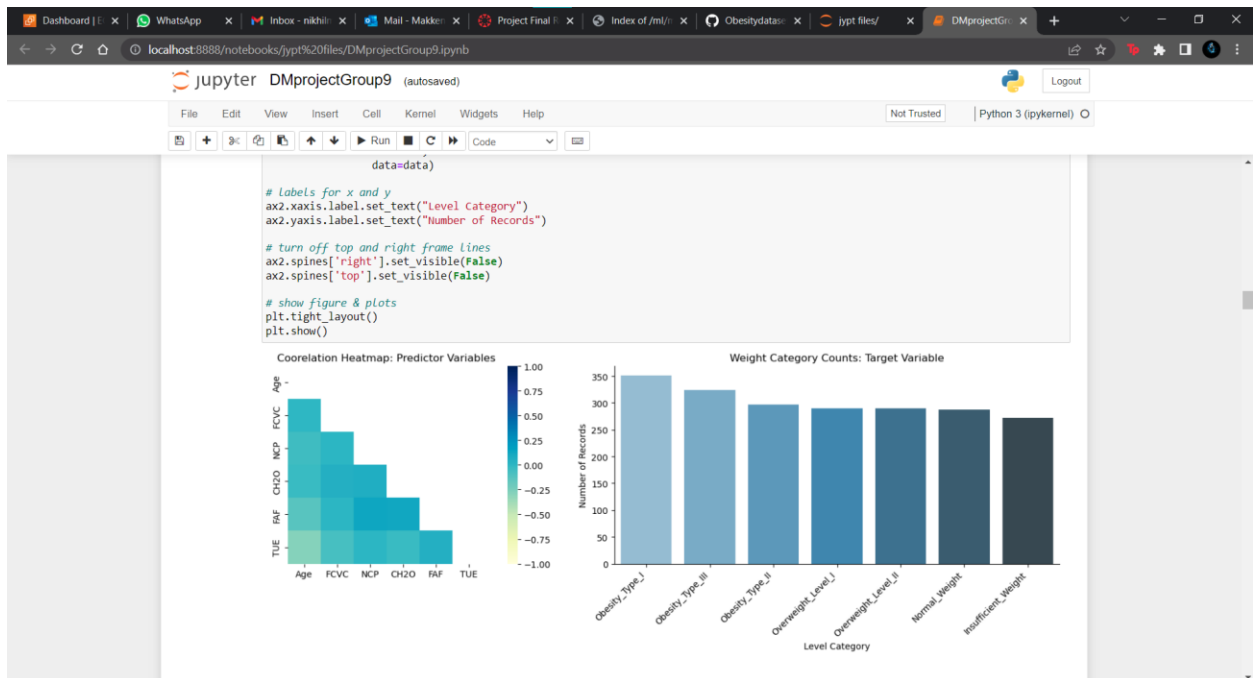 Dashboard | E
WhatsApp
Inbox - nikhiln
Mail - Makken
Project Final R
Index of /ml/m
Obesitydatase
jypt files/
DMprojectGro
localhost:8888/notebooks/jypt%20files/DMprojectGroup9.ipynb
jupyter DMprojectGroup9 (autosaved)
Logout
File Edit View Insert Cell Kernel Widgets Help
Not Trusted
Python 3 (ipykernel)
Run
Code
data=data)
# labels for x and y
ax2.xaxis.label.set_text("Level Category")
ax2.yaxis.label.set_text("Number of Records")
# turn off top and right frame lines
ax2.spines['right'].set_visible(False)
ax2.spines['top'].set_visible(False)
# show figure & plots
plt.tight_layout()
plt.show()
Coorelation Heatmap: Predictor Variables
Age
FCVC
NCP
CH2O
FAF
TUE
Age FCVC NCP CH2O FAF TUE
1.00
0.75
0.50
0.25
0.00
−0.25
−0.50
−0.75
−1.00
Weight Category Counts: Target Variable
Number of Records
350
300
250
200
150
100
50
0
Obesity_Type_I
Obesity_Type_III
Obesity_Type_II
Overweight_Level_I
Overweight_Level_II
Normal_Weight
Insufficient_Weight
Level Category